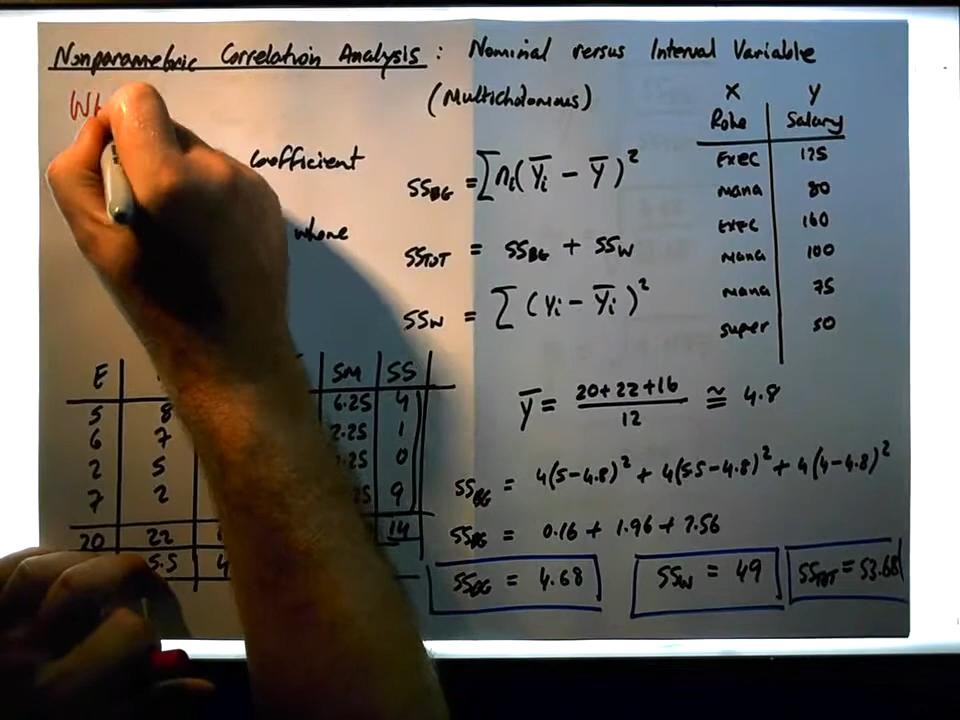 Nonparametric Correlation Analysis : Nominal versus Interval Variable
(Multichotomous)
Wh
Coefficient
where
SSBG = ∑ni(Ȳi - Ȳ)²
SSTOT = SSBG + SSW
SSW = ∑(Yi - Ȳi)²
X Y
Role Salary
Exec 125
Mana 80
Exec 160
Mana 100
Mana 75
Super 50
E SM SS
5 8 6.25 4
6 7 2.25 1
2 5 .25 0
7 2 9
20 22 14
5.5 4
Ȳ = 20+22+16 / 12 ≅ 4.8
SSBG = 4(5-4.8)² + 4(5.5-4.8)² + 4(4-4.8)²
SSBG = 0.16 + 1.96 + 2.56
SSBG = 4.68
SSW = 49
SSTOT = 53.68